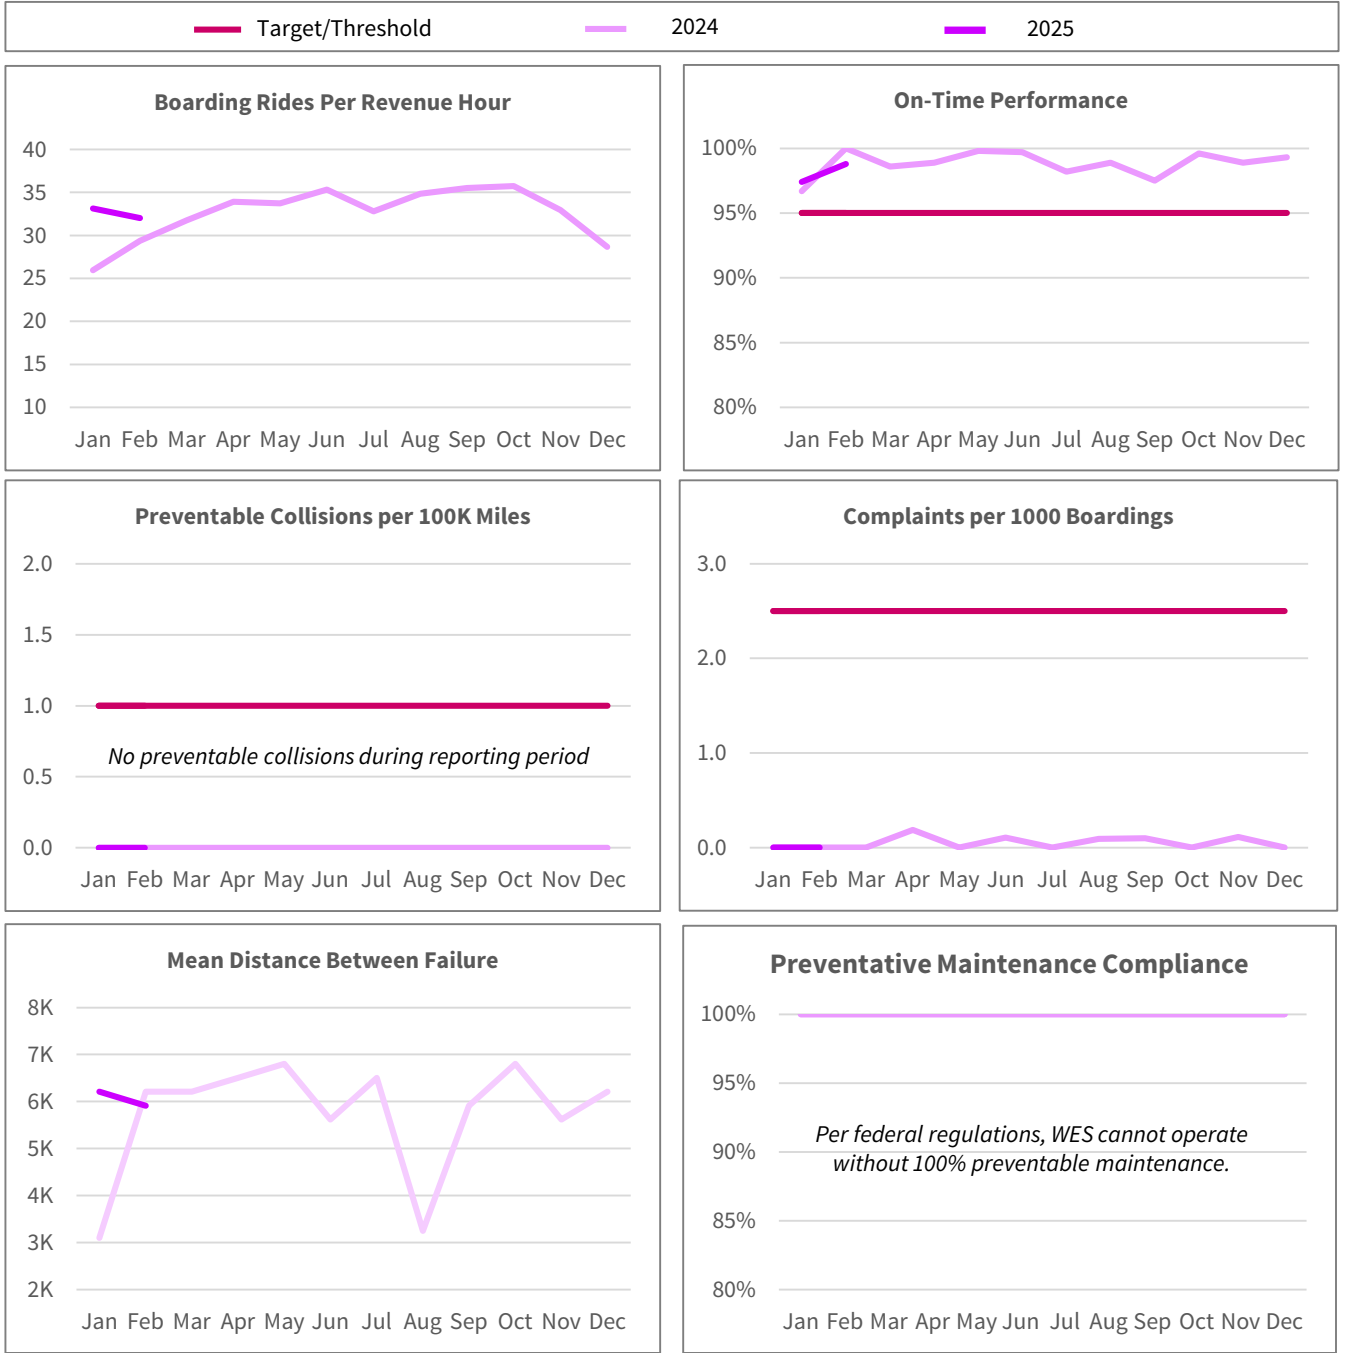 Target/Threshold 2024 2025
Boarding Rides Per Revenue Hour
40
35
30
25
20
15
10
Jan Feb Mar Apr May Jun Jul Aug Sep Oct Nov Dec
On-Time Performance
100%
95%
90%
85%
80%
Jan Feb Mar Apr May Jun Jul Aug Sep Oct Nov Dec
Preventable Collisions per 100K Miles
2.0
1.5
1.0
No preventable collisions during reporting period
0.5
0.0
Jan Feb Mar Apr May Jun Jul Aug Sep Oct Nov Dec
Complaints per 1000 Boardings
3.0
2.0
1.0
0.0
Jan Feb Mar Apr May Jun Jul Aug Sep Oct Nov Dec
Mean Distance Between Failure
8K
7K
6K
5K
4K
3K
2K
Jan Feb Mar Apr May Jun Jul Aug Sep Oct Nov Dec
Preventative Maintenance Compliance
100%
95%
Per federal regulations, WES cannot operate
90%
without 100% preventable maintenance.
85%
80%
Jan Feb Mar Apr May Jun Jul Aug Sep Oct Nov Dec